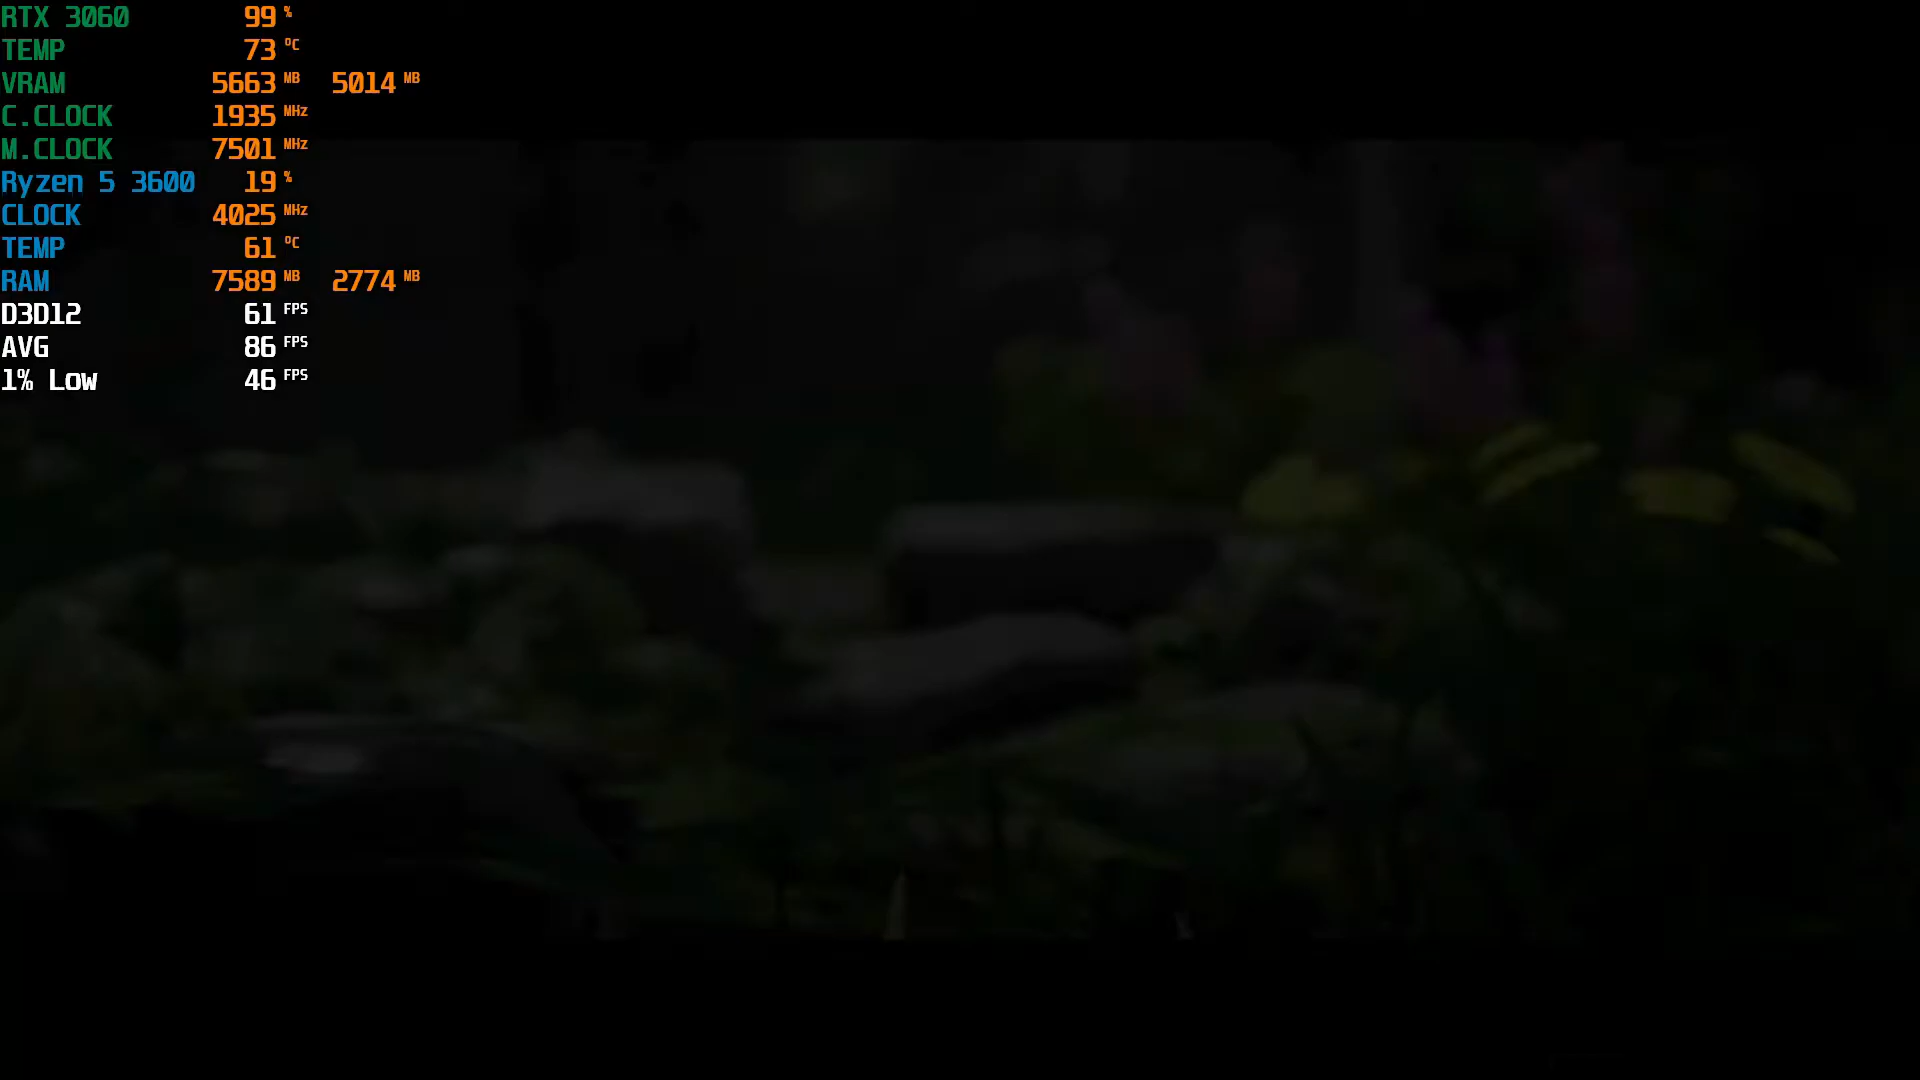 RTX 3060 99 %
TEMP 73 °C
VRAM 5663 MB 5014 MB
C.CLOCK 1935 MHz
M.CLOCK 7501 MHz
Ryzen 5 3600 19 %
CLOCK 4025 MHz
TEMP 61 °C
RAM 7589 MB 2774 MB
D3D12 61 FPS
AVG 86 FPS
1% Low 46 FPS